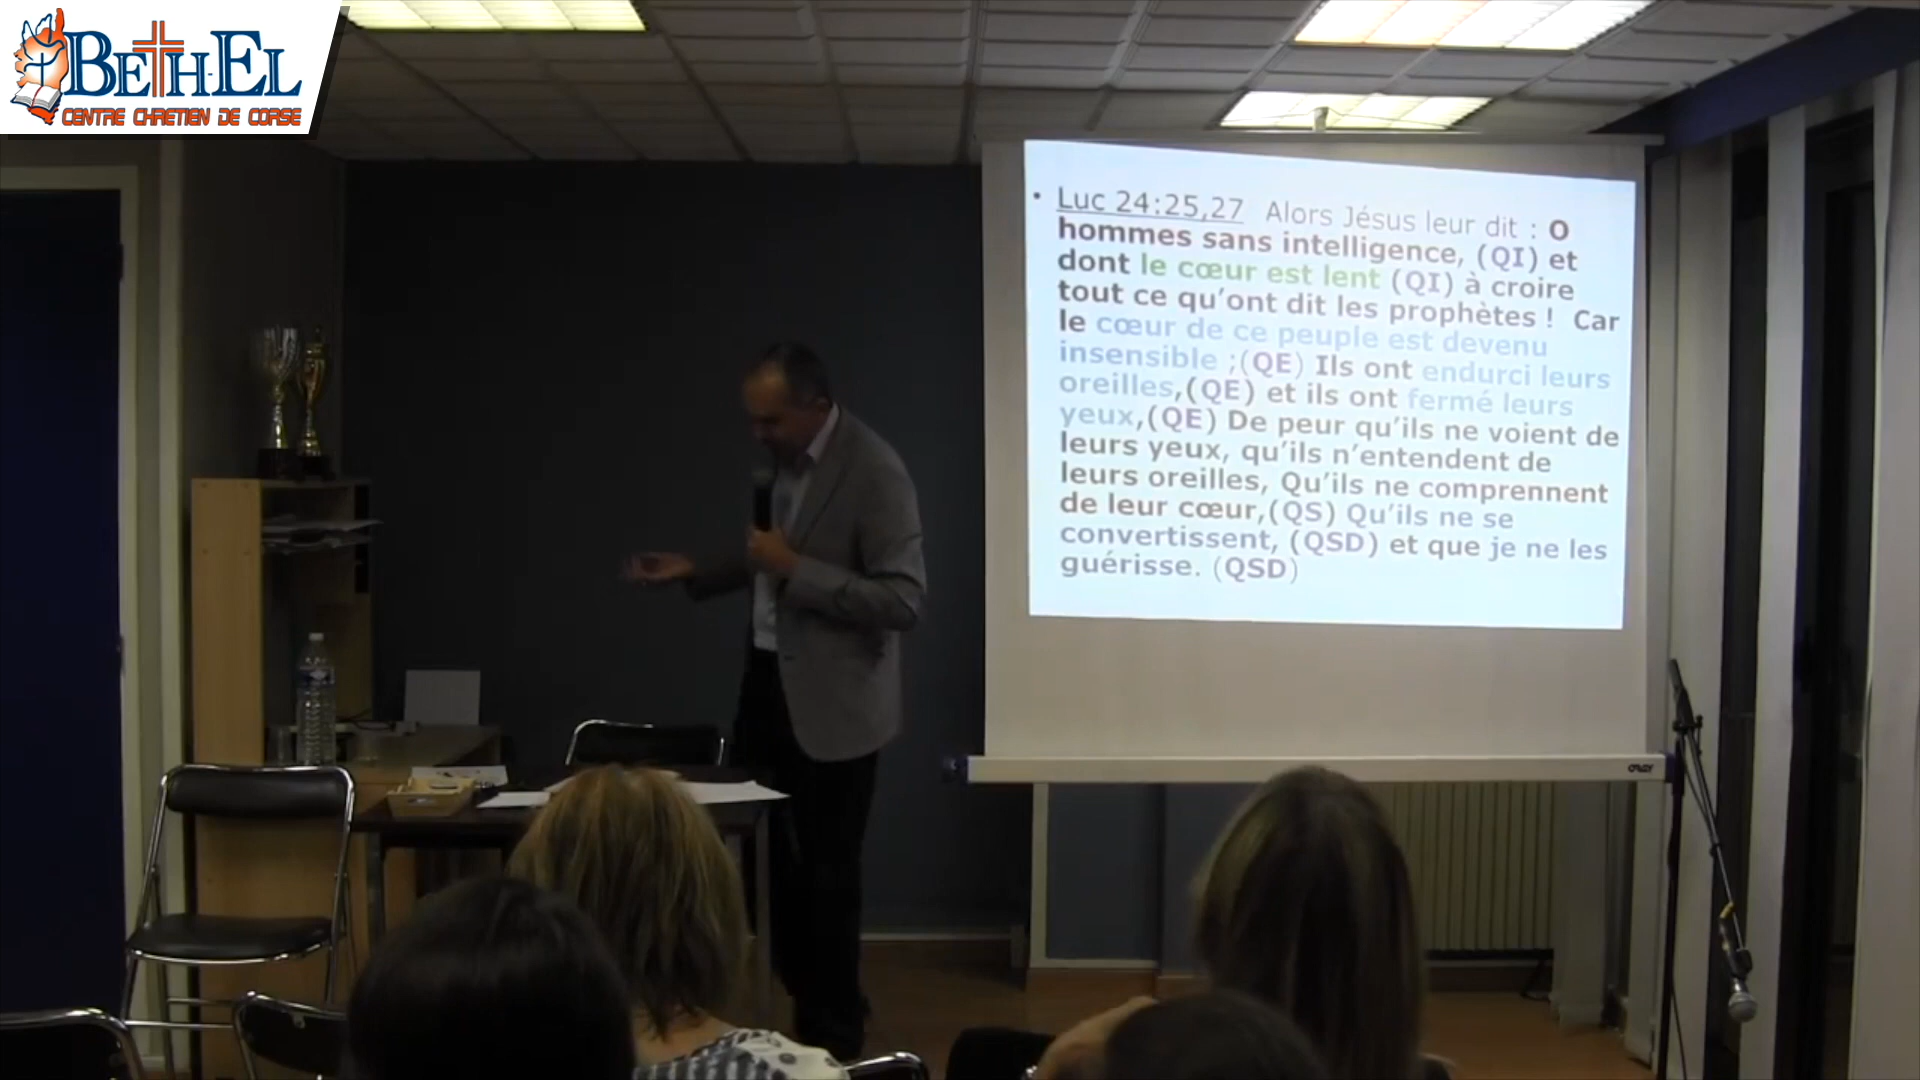 BETH-EL
CENTRE CHRETIEN DE CORSE
• Luc 24:25,27 Alors Jésus leur dit : O
hommes sans intelligence, (QI) et
dont le cœur est lent (QI) à croire
tout ce qu’ont dit les prophètes ! Car
le cœur de ce peuple est devenu
insensible ;(QE) Ils ont endurci leurs
oreilles,(QE) et ils ont fermé leurs
yeux,(QE) De peur qu’ils ne voient de
leurs yeux, qu’ils n’entendent de
leurs oreilles, Qu’ils ne comprennent
de leur cœur,(QS) Qu’ils ne se
convertissent, (QSD) et que je ne les
guérisse. (QSD)
oray